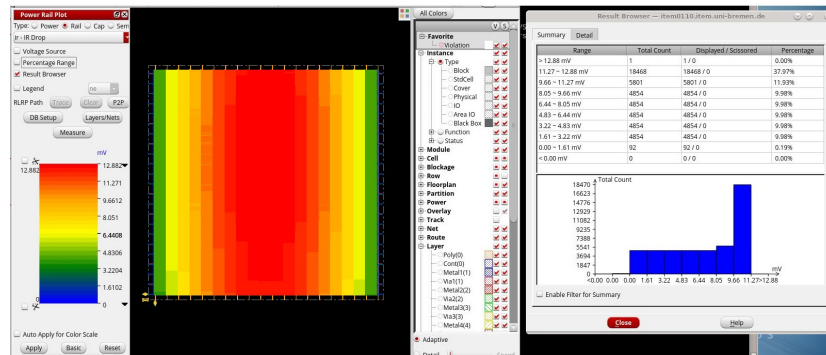 Power Rail Plot
Type: Power Rail Cap Sem
ir - IR Drop
Voltage Source
Percentage Range
Result Browser
Legend no
RLRP Path Trace Clear P2P
DB Setup Layers/Nets
Measure
mV
12.882
12.882
11.271
9.6612
8.051
6.4408
4.8306
3.2204
1.6102
0
0
Auto Apply for Color Scale
Apply Basic Reset
All Colors
V S
Favorite
Violation
Instance
Type
Block
StdCell
Cover
Physical
IO
Area IO
Black Box
Function
Status
Module
Cell
Blockage
Row
Floorplan
Partition
Power
Overlay
Track
Net
Route
Layer
Poly(0)
Cont(0)
Metal1(1)
Via1(1)
Metal2(2)
Via2(2)
Metal3(3)
Via3(3)
Metal4(4)
Adaptive
Result Browser — item0110.item.uni-bremen.de
Summary Detail
Range Total Count Displayed / Scissored Percentage
> 12.88 mV 1 1 / 0 0.00%
11.27 ~ 12.88 mV 18468 18468 / 0 37.97%
9.66 ~ 11.27 mV 5801 5801 / 0 11.93%
8.05 ~ 9.66 mV 4854 4854 / 0 9.98%
6.44 ~ 8.05 mV 4854 4854 / 0 9.98%
4.83 ~ 6.44 mV 4854 4854 / 0 9.98%
3.22 ~ 4.83 mV 4854 4854 / 0 9.98%
1.61 ~ 3.22 mV 4854 4854 / 0 9.98%
0.00 ~ 1.61 mV 92 92 / 0 0.19%
< 0.00 mV 0 0 / 0 0.00%
Total Count
18470
16623
14776
12929
11082
9235
7388
5541
3694
1847
0
mV
<0.00 0.00 0.00 1.61 3.22 4.83 6.44 8.05 9.66 11.27>12.88
Enable Filter for Summary
Close Help